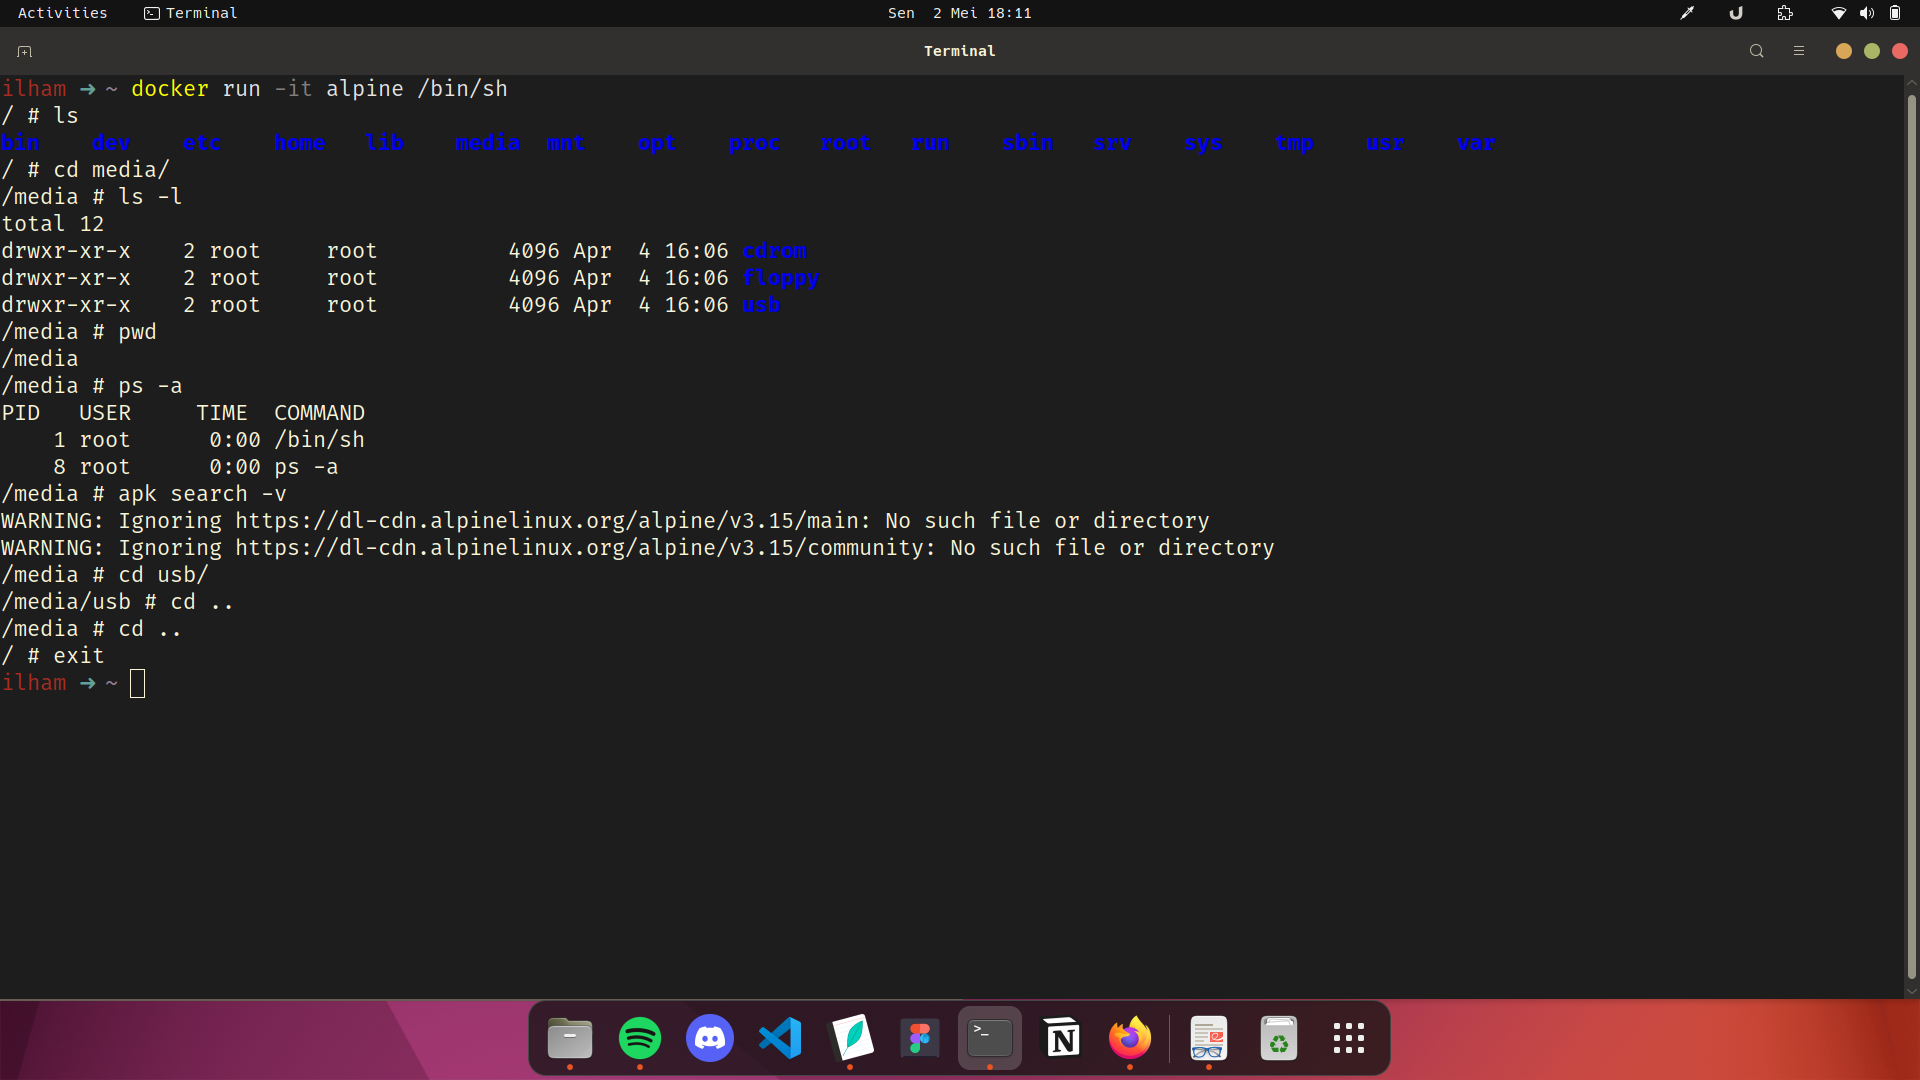 Activities Terminal Sen 2 Mei 18:11
Terminal
ilham ➜ ~ docker run -it alpine /bin/sh
/ # ls
bin dev etc home lib media mnt opt proc root run sbin srv sys tmp usr var
/ # cd media/
/media # ls -l
total 12
drwxr-xr-x 2 root root 4096 Apr 4 16:06 cdrom
drwxr-xr-x 2 root root 4096 Apr 4 16:06 floppy
drwxr-xr-x 2 root root 4096 Apr 4 16:06 usb
/media # pwd
/media
/media # ps -a
PID USER TIME COMMAND
1 root 0:00 /bin/sh
8 root 0:00 ps -a
/media # apk search -v
WARNING: Ignoring https://dl-cdn.alpinelinux.org/alpine/v3.15/main: No such file or directory
WARNING: Ignoring https://dl-cdn.alpinelinux.org/alpine/v3.15/community: No such file or directory
/media # cd usb/
/media/usb # cd ..
/media # cd ..
/ # exit
ilham ➜ ~